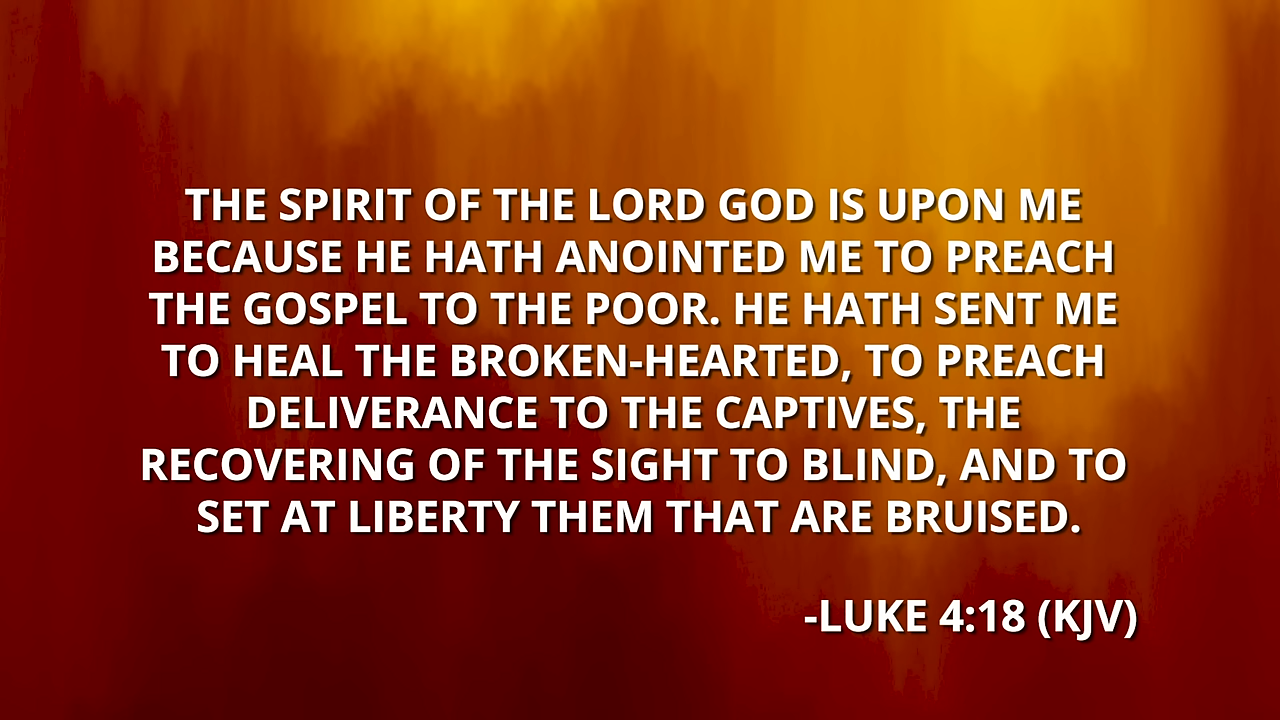 THE SPIRIT OF THE LORD GOD IS UPON ME
BECAUSE HE HATH ANOINTED ME TO PREACH
THE GOSPEL TO THE POOR. HE HATH SENT ME
TO HEAL THE BROKEN-HEARTED, TO PREACH
DELIVERANCE TO THE CAPTIVES, THE
RECOVERING OF THE SIGHT TO BLIND, AND TO
SET AT LIBERTY THEM THAT ARE BRUISED.
-LUKE 4:18 (KJV)